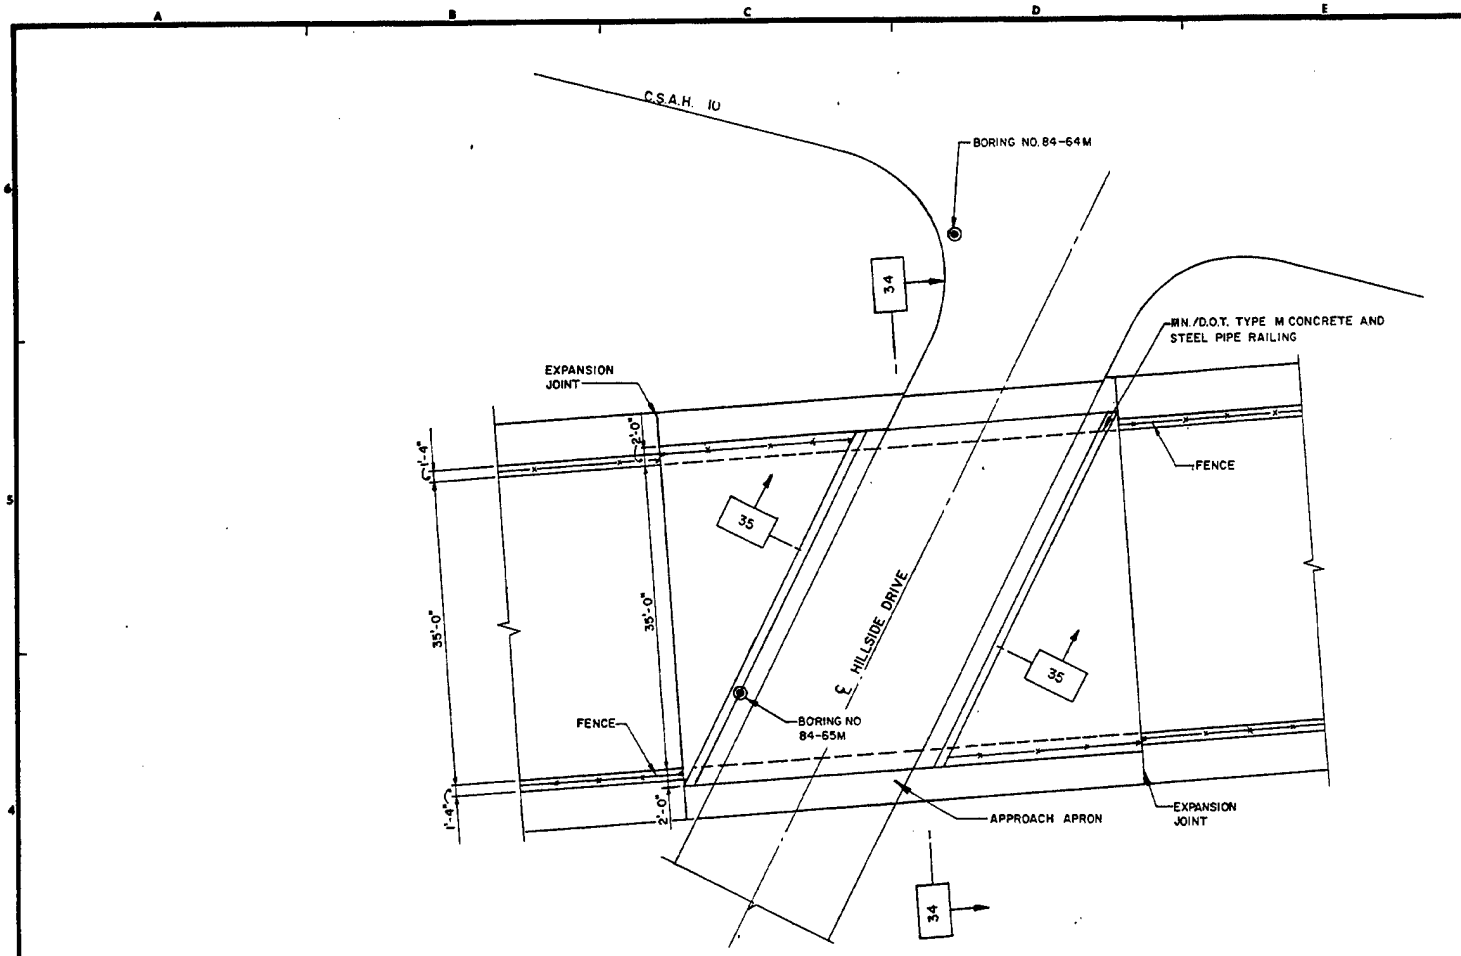 A B C D E
C.S.A.H. 10
BORING NO. 84-64M
6
34
MN./D.O.T. TYPE M CONCRETE AND
STEEL PIPE RAILING
EXPANSION
JOINT
2'-0"
1'-4"
FENCE
5
35
35'-0"
35'-0"
HILLSIDE DRIVE
35
FENCE
BORING NO
84-65M
4
1'-4"
2'-0"
APPROACH APRON
EXPANSION
JOINT
34